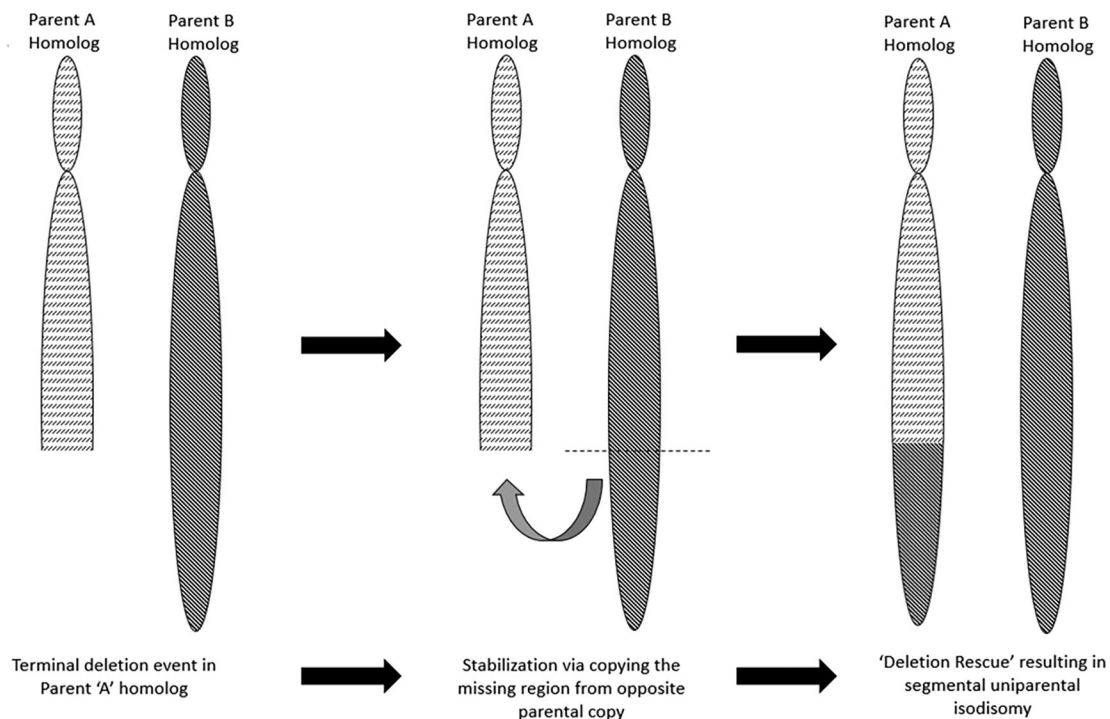 Parent A
Homolog
Parent B
Homolog
Parent A
Homolog
Parent B
Homolog
Parent A
Homolog
Parent B
Homolog
Terminal deletion event in
Parent ‘A’ homolog
Stabilization via copying the
missing region from opposite
parental copy
‘Deletion Rescue’ resulting in
segmental uniparental
isodisomy